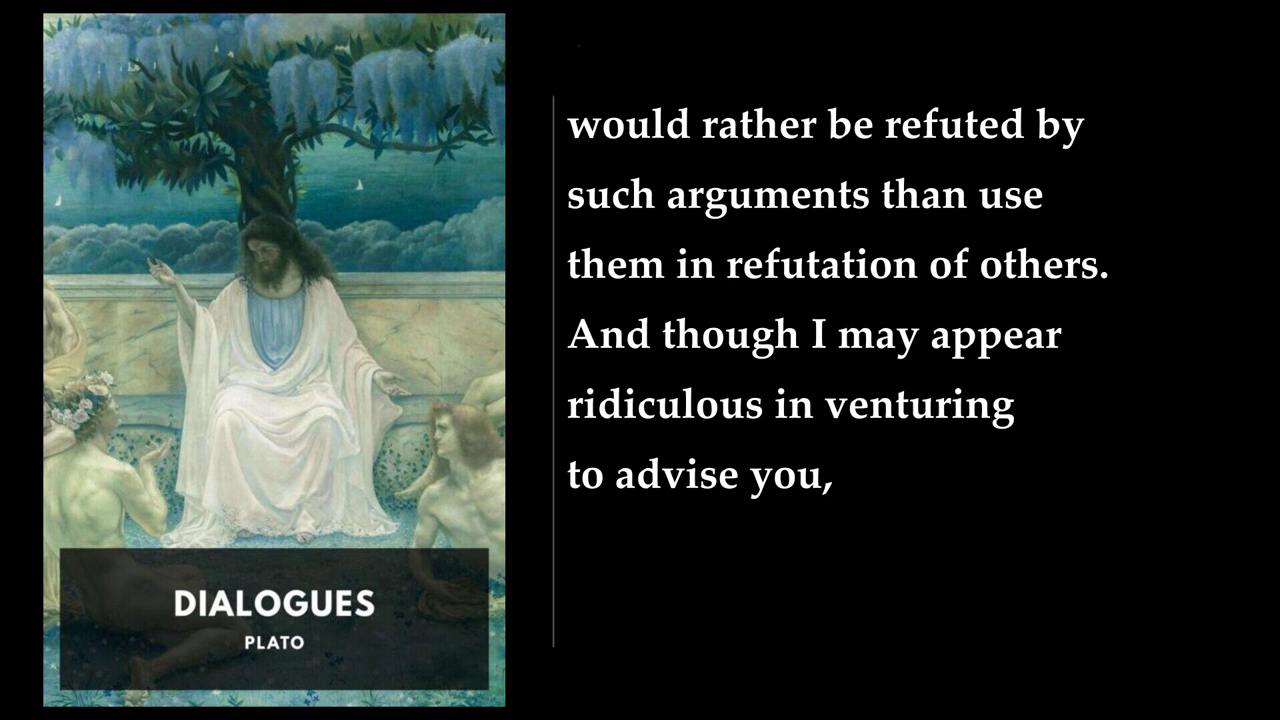 would rather be refuted by
such arguments than use
them in refutation of others.
And though I may appear
ridiculous in venturing
to advise you,
DIALOGUES
PLATO